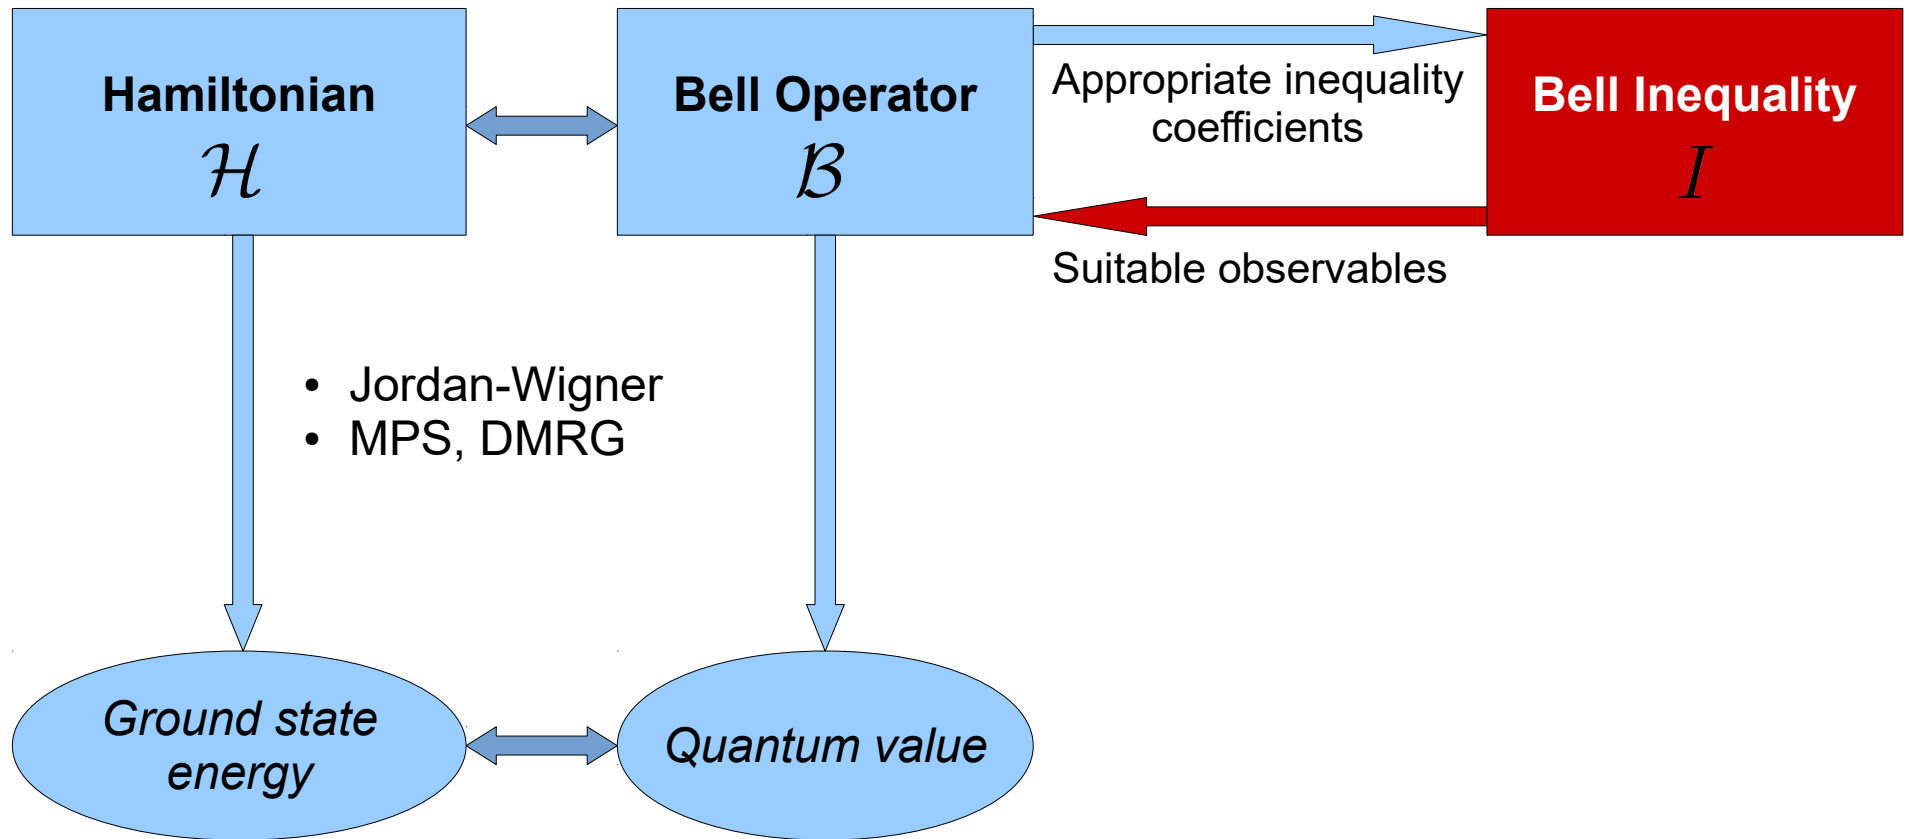 Hamiltonian
ℋ
Bell Operator
ℬ
Appropriate inequality
coefficients
Suitable observables
Bell Inequality
I
• Jordan-Wigner
• MPS, DMRG
Ground state
energy
Quantum value